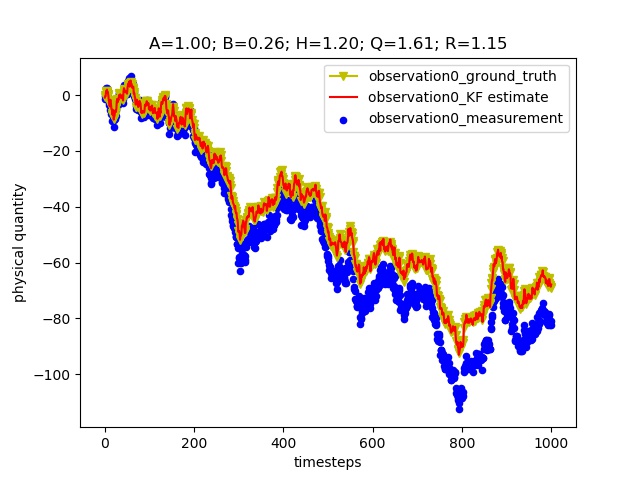 A=1.00; B=0.26; H=1.20; Q=1.61; R=1.15
observation0_ground_truth
observation0_KF estimate
observation0_measurement
physical quantity
0
−20
−40
−60
−80
−100
0 200 400 600 800 1000
timesteps